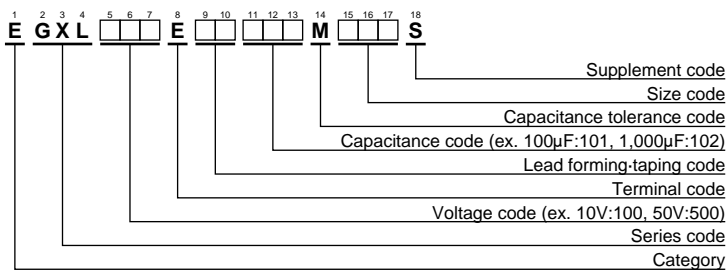 1 2 3 4 5 6 7 8 9 10 11 12 13 14 15 16 17 18
E G X L E M S
Supplement code
Size code
Capacitance tolerance code
Capacitance code (ex. 100μF:101, 1,000μF:102)
Lead forming·taping code
Terminal code
Voltage code (ex. 10V:100, 50V:500)
Series code
Category